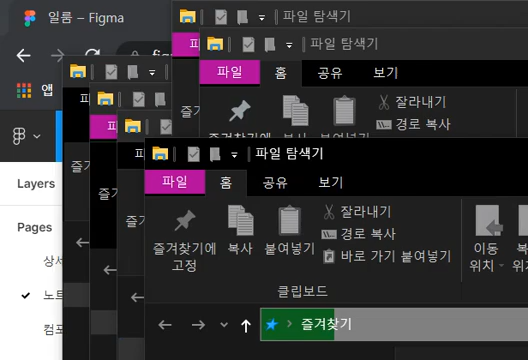 일룸 – Figma
앱
Layers
Pages
파일 탐색기
파일 탐색기
파일 홈 공유 보기
잘라내기
경로 복사
파일 탐색기
파일 홈 공유 보기
즐겨찾기에
고정
복사
붙여넣기
잘라내기
경로 복사
바로 가기 붙여넣기
이동
위치
클립보드
즐겨찾기